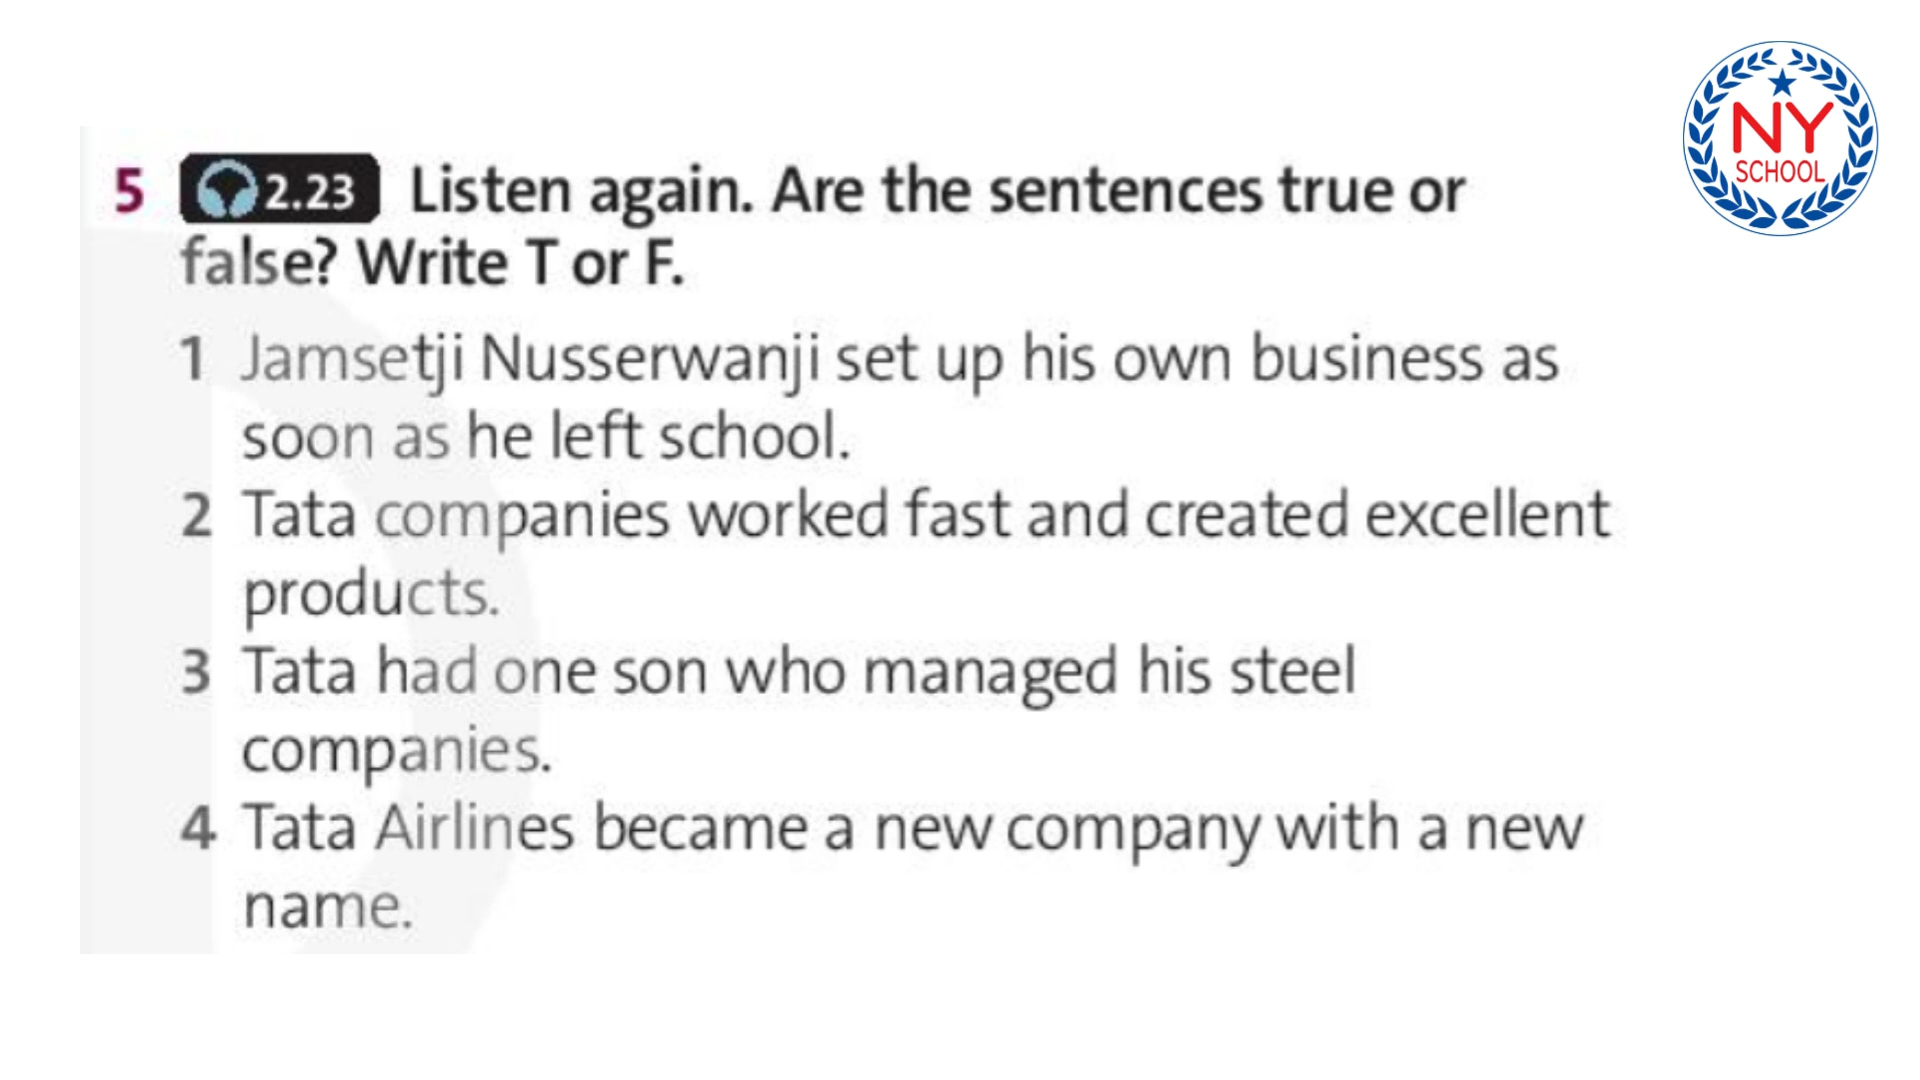 NY
SCHOOL
5 2.23 Listen again. Are the sentences true or
false? Write T or F.
1 Jamsetji Nusserwanji set up his own business as
soon as he left school.
2 Tata companies worked fast and created excellent
products.
3 Tata had one son who managed his steel
companies.
4 Tata Airlines became a new company with a new
name.